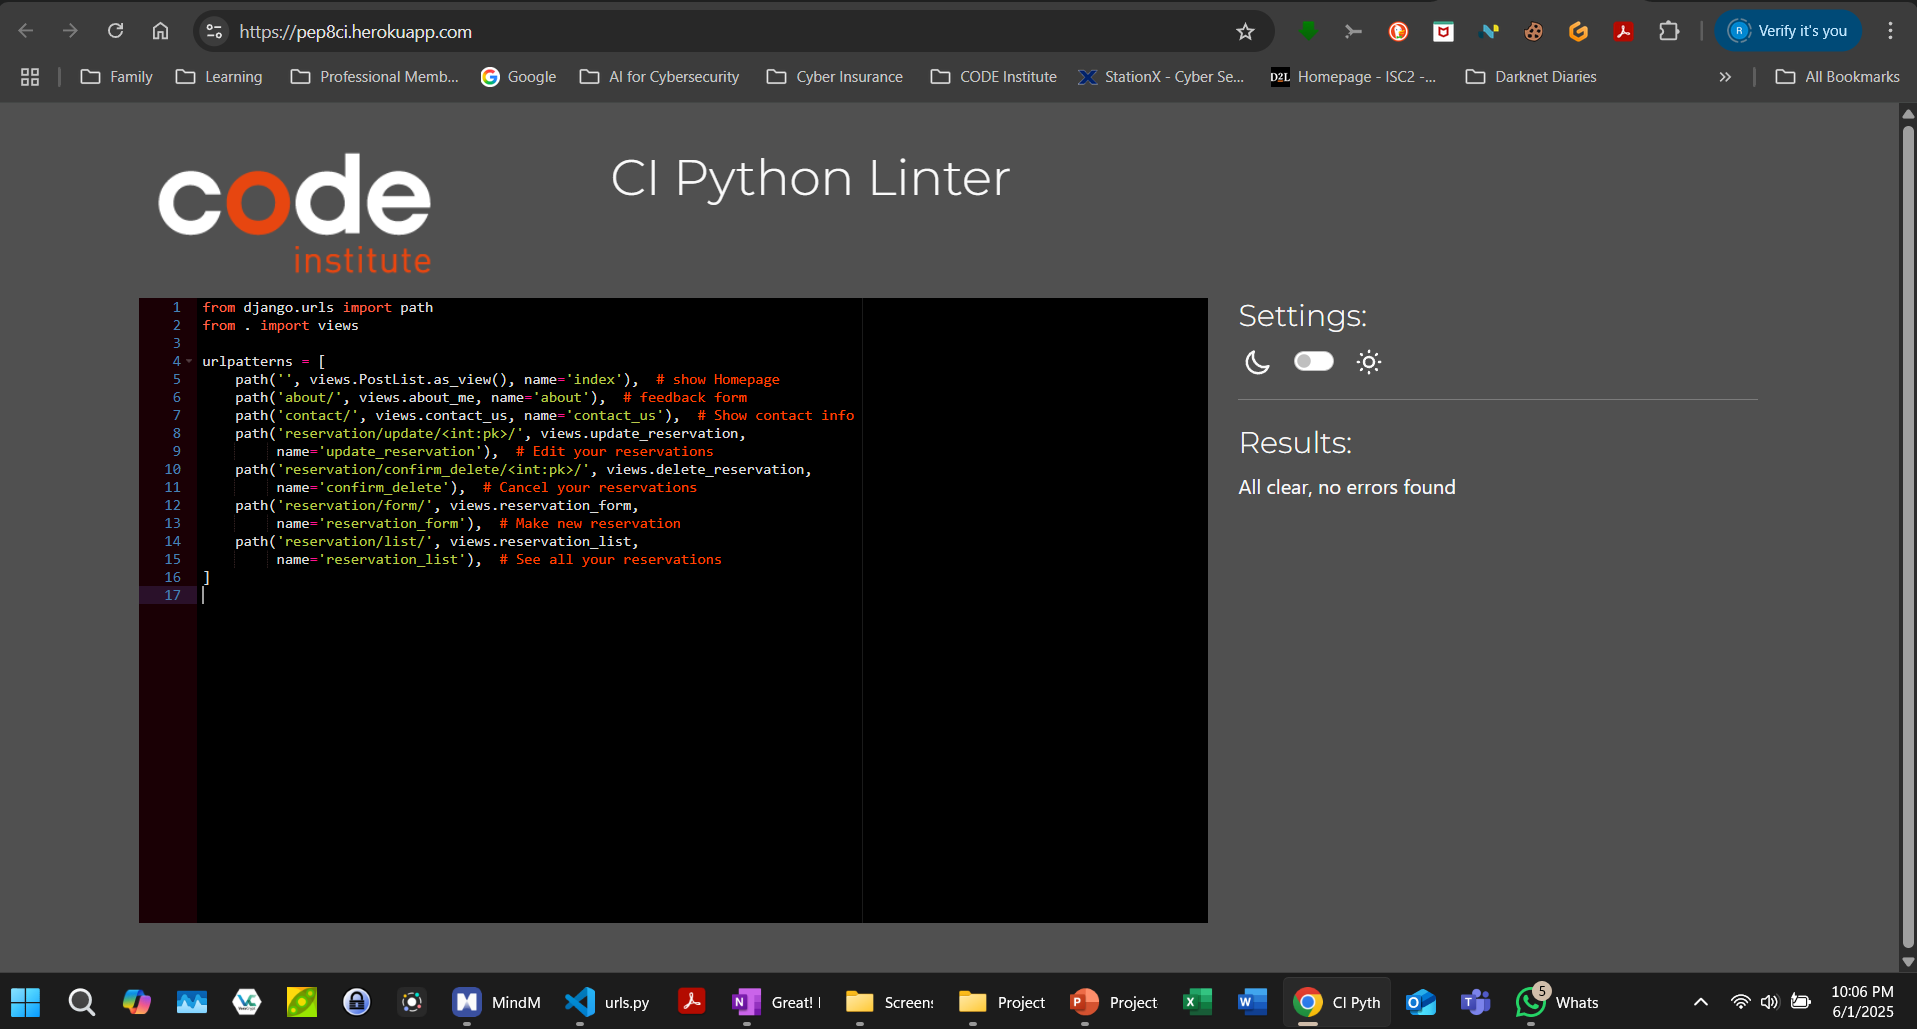 https://pep8ci.herokuapp.com
Verify it's you
Family
Learning
Professional Memb...
Google
AI for Cybersecurity
Cyber Insurance
CODE Institute
StationX - Cyber Se...
D2L
Homepage - ISC2 -...
Darknet Diaries
All Bookmarks
code
institute
CI Python Linter
1 from django.urls import path
2 from . import views
3
4 urlpatterns = [
5 path('', views.PostList.as_view(), name='index'),  # show Homepage
6 path('about/', views.about_me, name='about'),  # feedback form
7 path('contact/', views.contact_us, name='contact_us'),  # Show contact info
8 path('reservation/update/<int:pk>/', views.update_reservation,
9 name='update_reservation'),  # Edit your reservations
10 path('reservation/confirm_delete/<int:pk>/', views.delete_reservation,
11 name='confirm_delete'),  # Cancel your reservations
12 path('reservation/form/', views.reservation_form,
13 name='reservation_form'),  # Make new reservation
14 path('reservation/list/', views.reservation_list,
15 name='reservation_list'),  # See all your reservations
16 ]
17
Settings:
Results:
All clear, no errors found
MindM
urls.py
Great!
Screen
Project
Project
CI Pyth
5
Whats
10:06 PM
6/1/2025